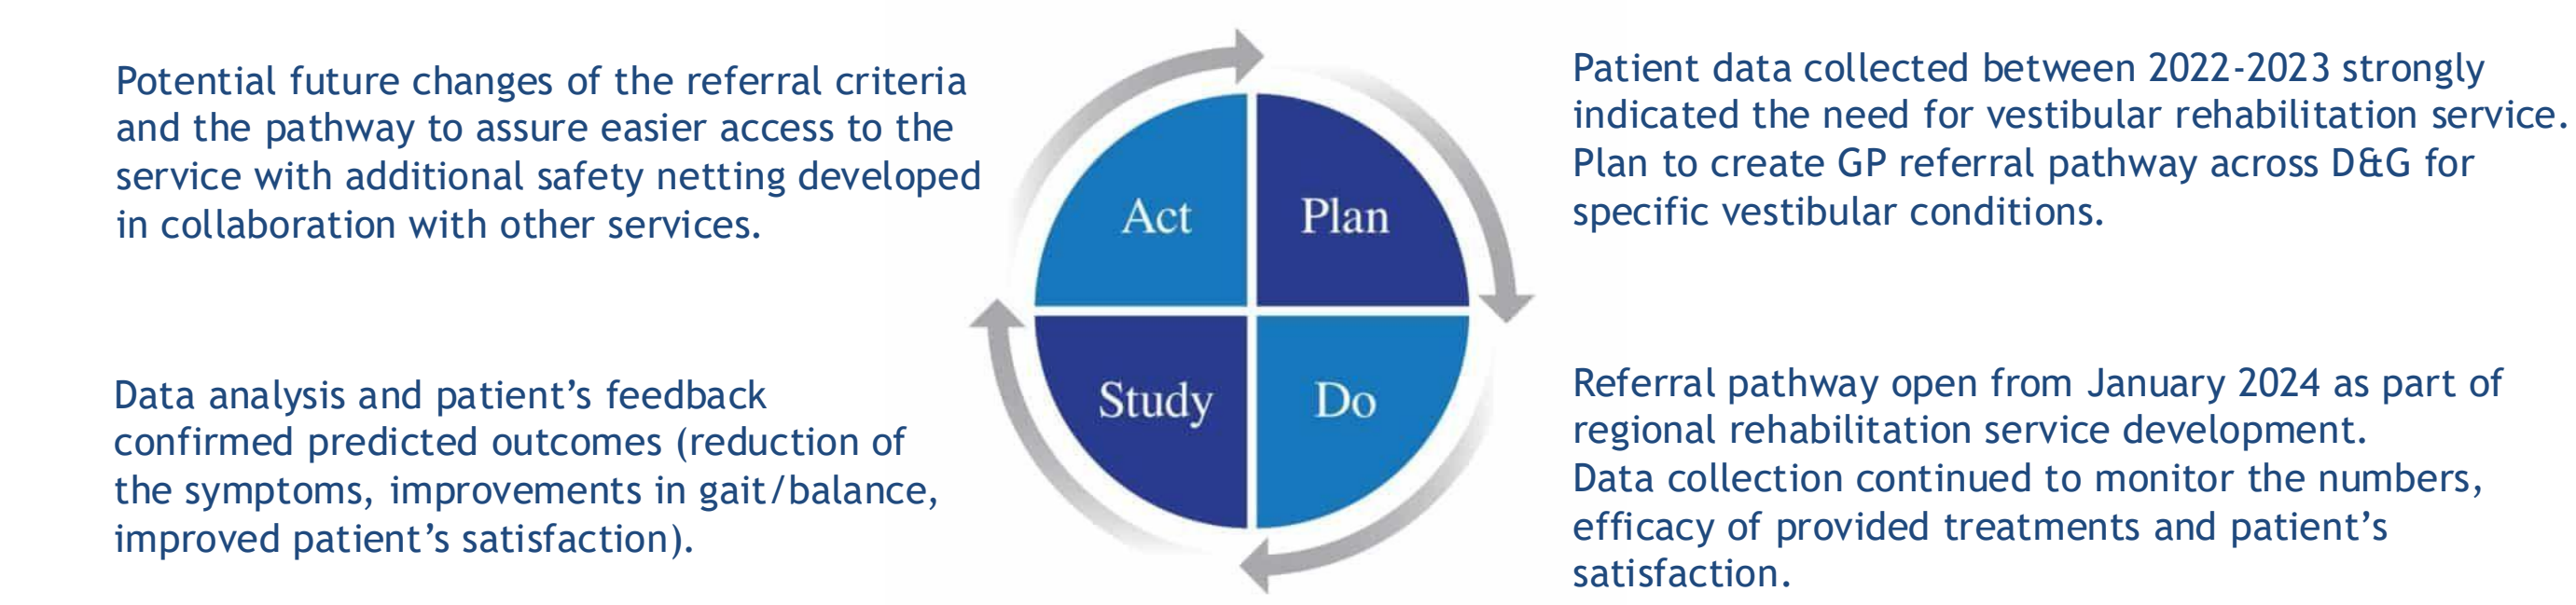 Potential future changes of the referral criteria
and the pathway to assure easier access to the
service with additional safety netting developed
in collaboration with other services.
Act
Plan
Patient data collected between 2022-2023 strongly
indicated the need for vestibular rehabilitation service.
Plan to create GP referral pathway across D&G for
specific vestibular conditions.
Data analysis and patient’s feedback
confirmed predicted outcomes (reduction of
the symptoms, improvements in gait/balance,
improved patient’s satisfaction).
Study
Do
Referral pathway open from January 2024 as part of
regional rehabilitation service development.
Data collection continued to monitor the numbers,
efficacy of provided treatments and patient’s
satisfaction.